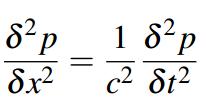 δ²p/δx² = 1/c² δ²p/δt²